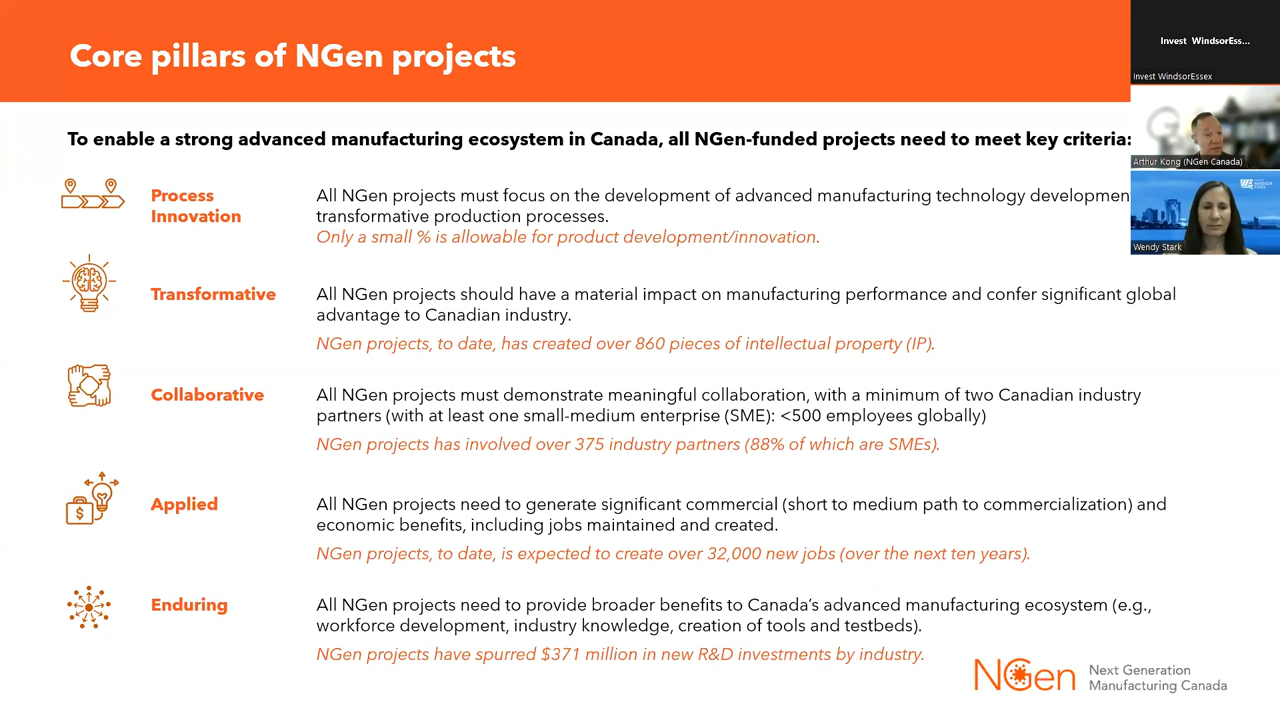 Core pillars of NGen projects
Invest WindsorEss...
Invest WindsorEssex
To enable a strong advanced manufacturing ecosystem in Canada, all NGen-funded projects need to meet key criteria:
Arthur Kong (NGen Canada)
Process
Innovation
All NGen projects must focus on the development of advanced manufacturing technology development
transformative production processes.
Only a small % is allowable for product development/innovation.
WINDSOR
ESSEX
Wendy Stark
Transformative
All NGen projects should have a material impact on manufacturing performance and confer significant global
advantage to Canadian industry.
NGen projects, to date, has created over 860 pieces of intellectual property (IP).
Collaborative
All NGen projects must demonstrate meaningful collaboration, with a minimum of two Canadian industry
partners (with at least one small-medium enterprise (SME): <500 employees globally)
NGen projects has involved over 375 industry partners (88% of which are SMEs).
$
Applied
All NGen projects need to generate significant commercial (short to medium path to commercialization) and
economic benefits, including jobs maintained and created.
NGen projects, to date, is expected to create over 32,000 new jobs (over the next ten years).
Enduring
All NGen projects need to provide broader benefits to Canada's advanced manufacturing ecosystem (e.g.,
workforce development, industry knowledge, creation of tools and testbeds).
NGen projects have spurred $371 million in new R&D investments by industry.
NGen
Next Generation
Manufacturing Canada